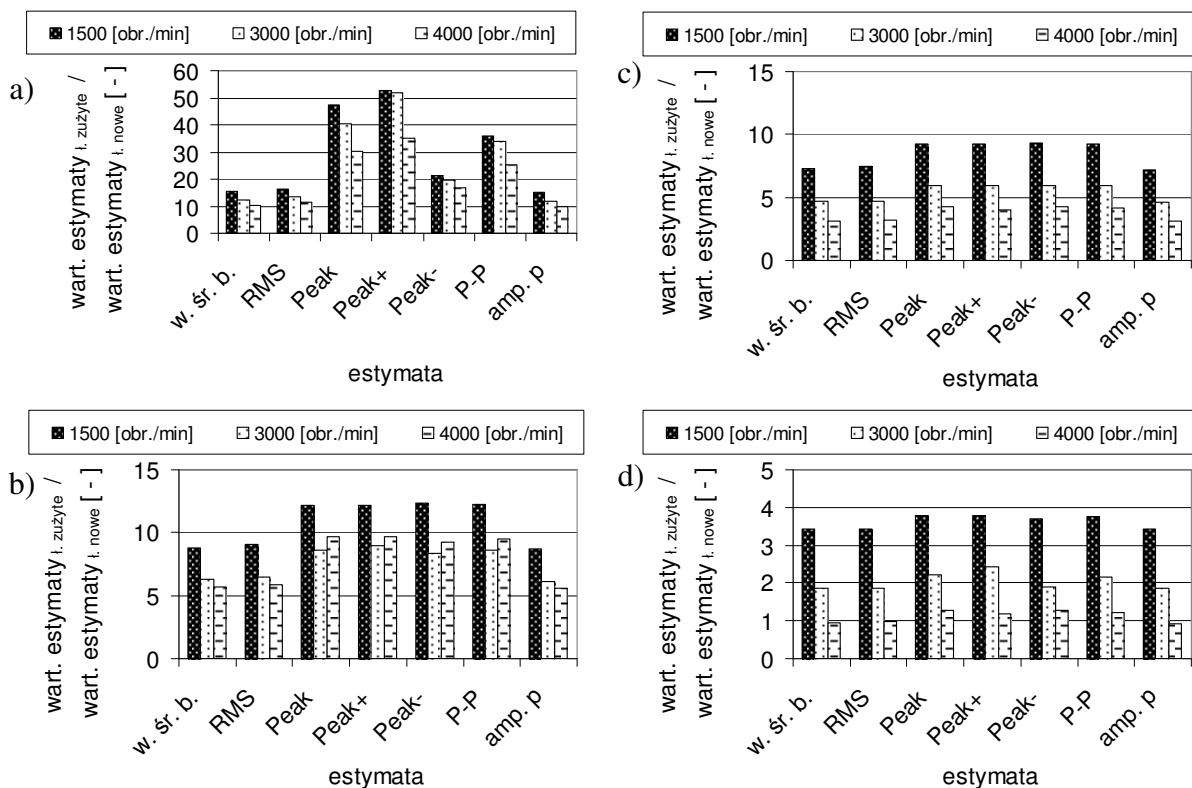 1500 [obr./min] 3000 [obr./min] 4000 [obr./min]
a)
wart. estymaty ł. zużyte /
wart. estymaty ł. nowe [ - ]
60
50
40
30
20
10
0
w. śr. b. RMS Peak Peak+ Peak- P-P amp. p
estymata
1500 [obr./min] 3000 [obr./min] 4000 [obr./min]
c)
wart. estymaty ł. zużyte /
wart. estymaty ł. nowe [ - ]
15
10
5
0
w. śr. b. RMS Peak Peak+ Peak- P-P amp. p
estymata
1500 [obr./min] 3000 [obr./min] 4000 [obr./min]
b)
wart. estymaty ł. zużyte /
wart. estymaty ł. nowe [ - ]
15
10
5
0
w. śr. b. RMS Peak Peak+ Peak- P-P amp. p
estymata
1500 [obr./min] 3000 [obr./min] 4000 [obr./min]
d)
wart. estymaty ł. zużyte /
wart. estymaty ł. nowe [ - ]
5
4
3
2
1
0
w. śr. b. RMS Peak Peak+ Peak- P-P amp. p
estymata